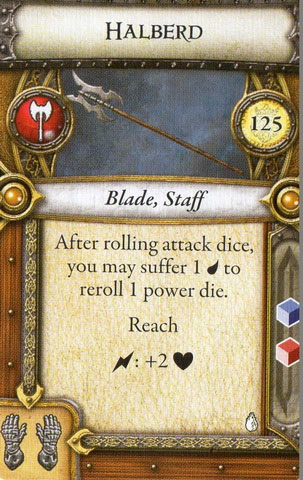 HALBERD
125
Blade, Staff
After rolling attack dice,
you may suffer 1 to
reroll 1 power die.
Reach
: +2